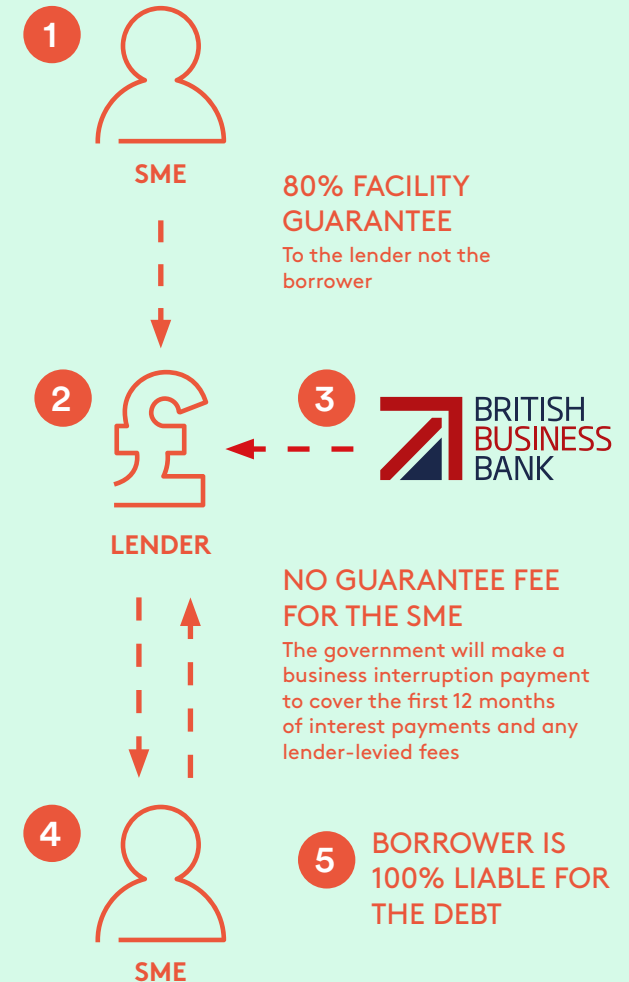 1
SME
80% FACILITY
GUARANTEE
To the lender not the
borrower
2
£
3
BRITISH
BUSINESS
BANK
LENDER
NO GUARANTEE FEE
FOR THE SME
The government will make a
business interruption payment
to cover the first 12 months
of interest payments and any
lender-levied fees
4
SME
5
BORROWER IS
100% LIABLE FOR
THE DEBT